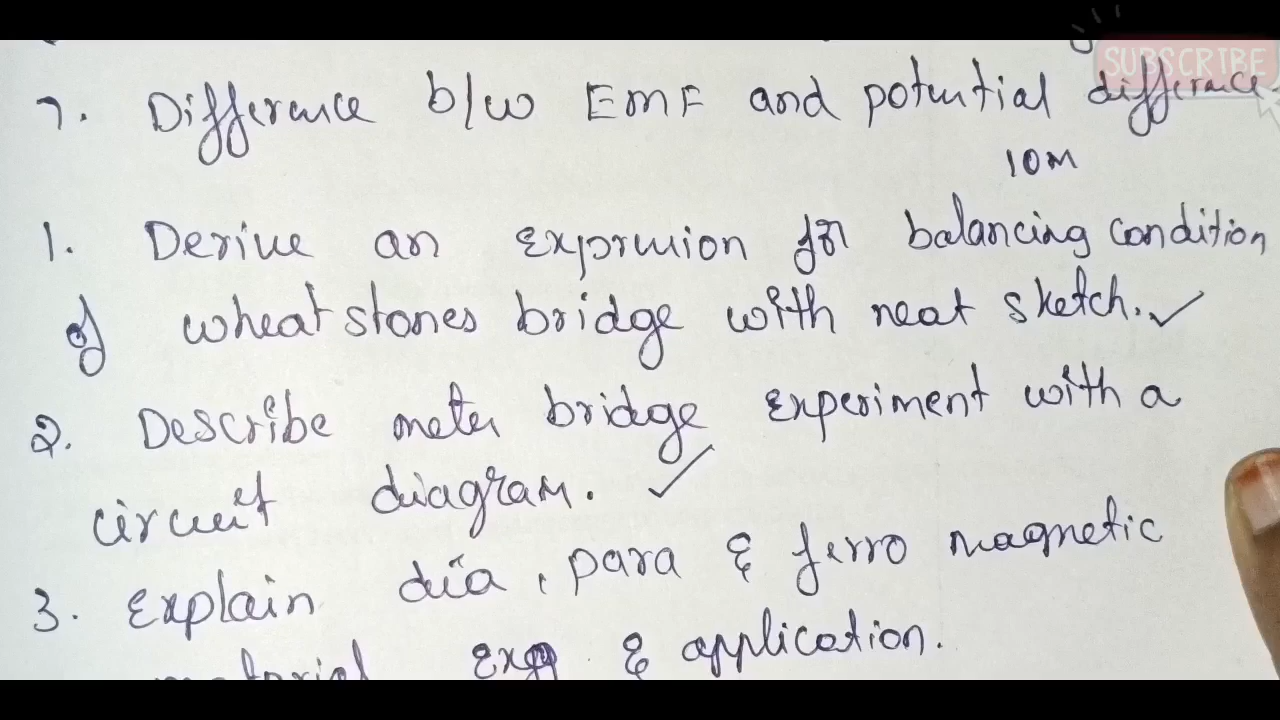 SUBSCRIBE
7. Difference b/w EMF and potential difference
10M
1. Derive an expression for balancing condition
of wheatstones bridge with neat sketch. ✓
2. Describe meter bridge experiment with a
circuit diagram. ✓
3. Explain dia, para & ferro magnetic
material & application.